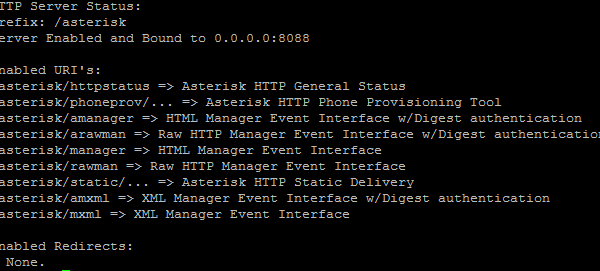 TTP Server Status:
refix: /asterisk
erver Enabled and Bound to 0.0.0.0:8088
nabled URI's:
asterisk/httpstatus => Asterisk HTTP General Status
asterisk/phoneprov/... => Asterisk HTTP Phone Provisioning Tool
asterisk/amanager => HTML Manager Event Interface w/Digest authentication
asterisk/arawman => Raw HTTP Manager Event Interface w/Digest authentication
asterisk/manager => HTML Manager Event Interface
asterisk/rawman => Raw HTTP Manager Event Interface
asterisk/static/... => Asterisk HTTP Static Delivery
asterisk/amxml => XML Manager Event Interface w/Digest authentication
asterisk/mxml => XML Manager Event Interface
nabled Redirects:
None.